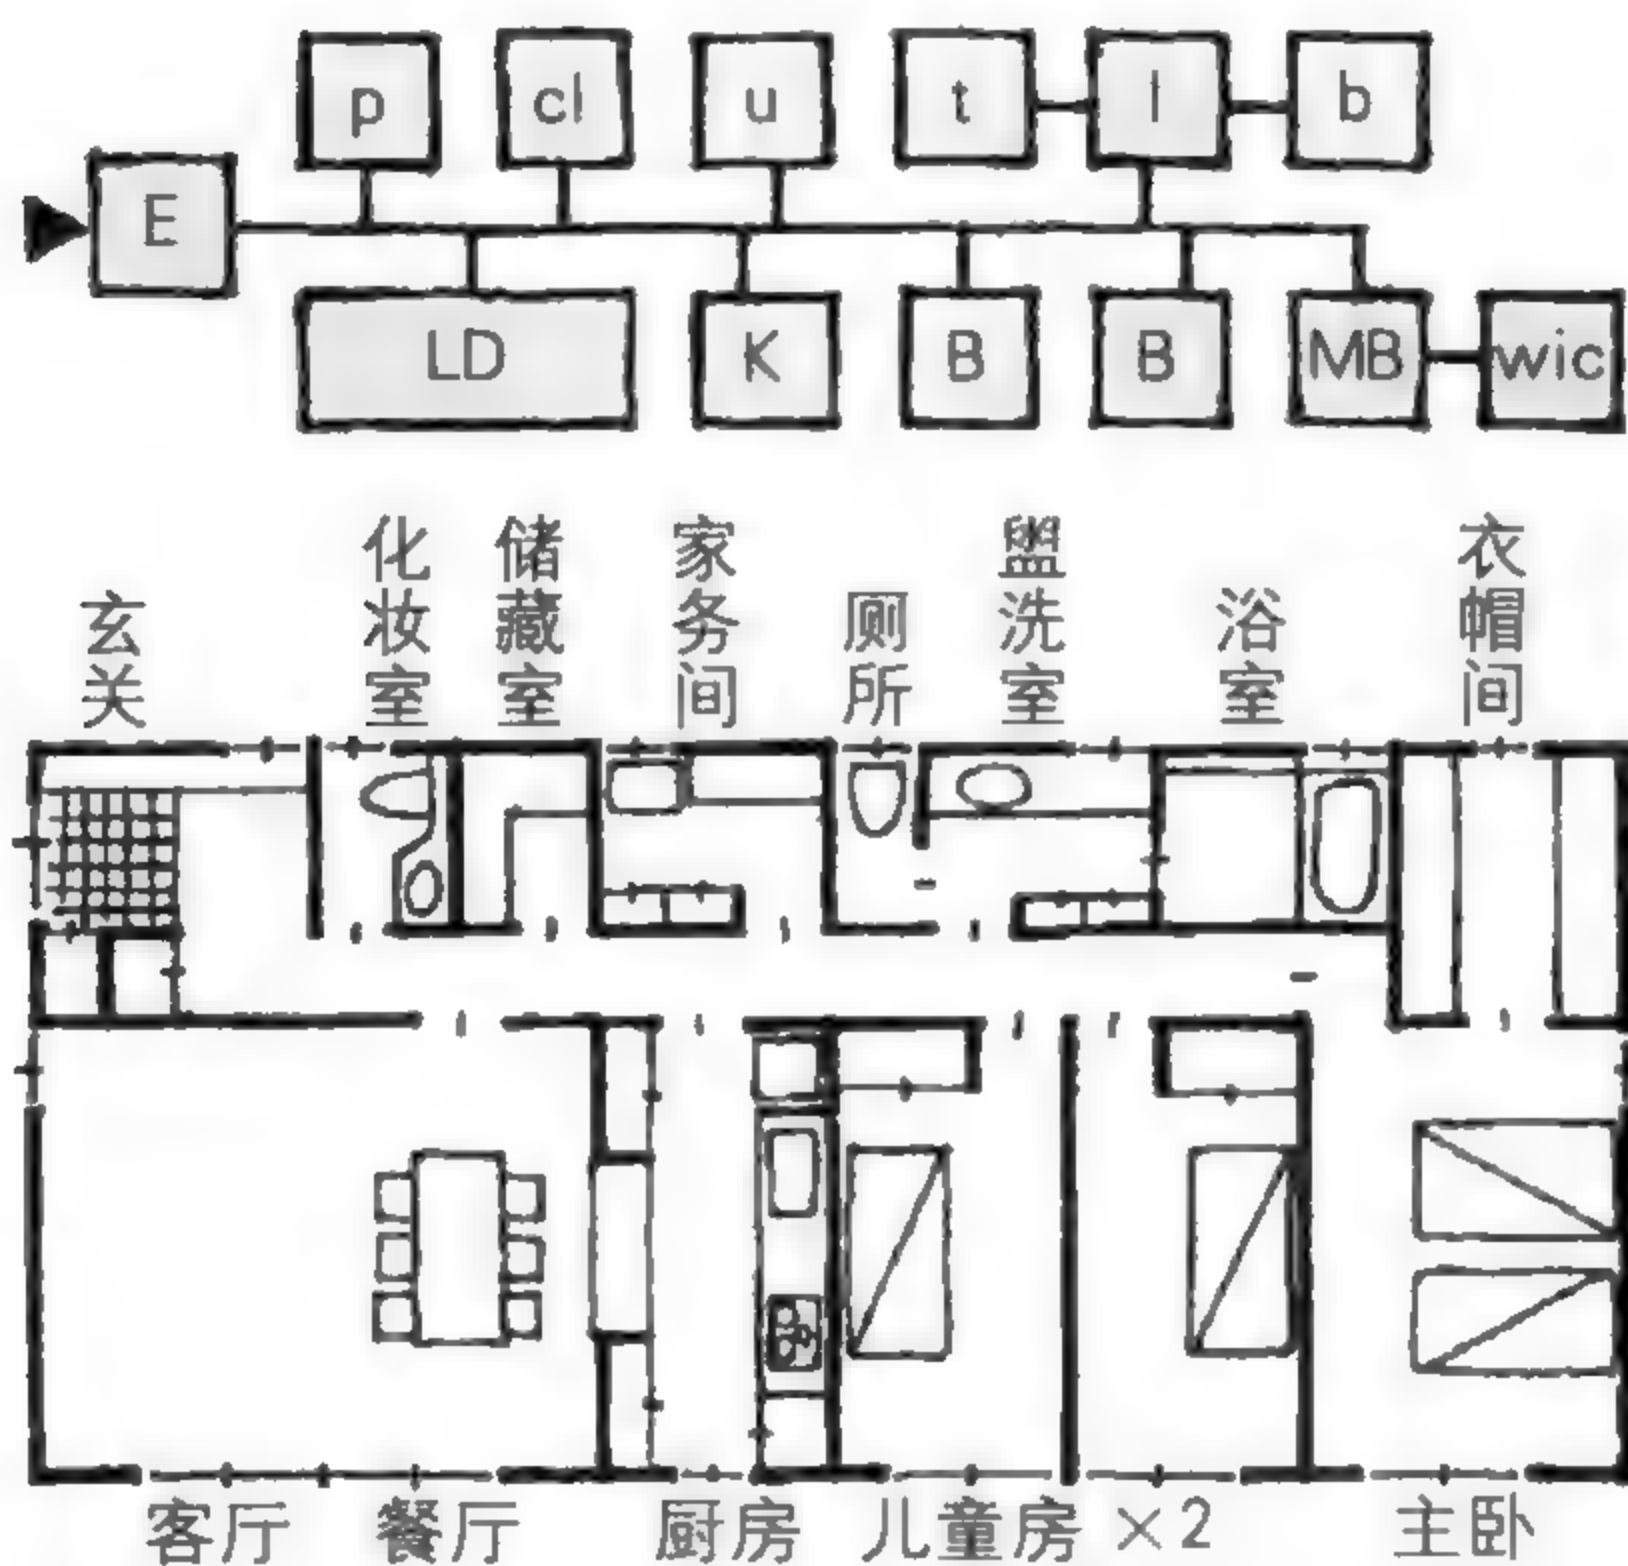 p cl u t l b
E
LD K B B MB wic
玄关
化妆室
储藏室
家务间
厕所
盥洗室
浴室
衣帽间
客厅 餐厅 厨房 儿童房 ×2 主卧